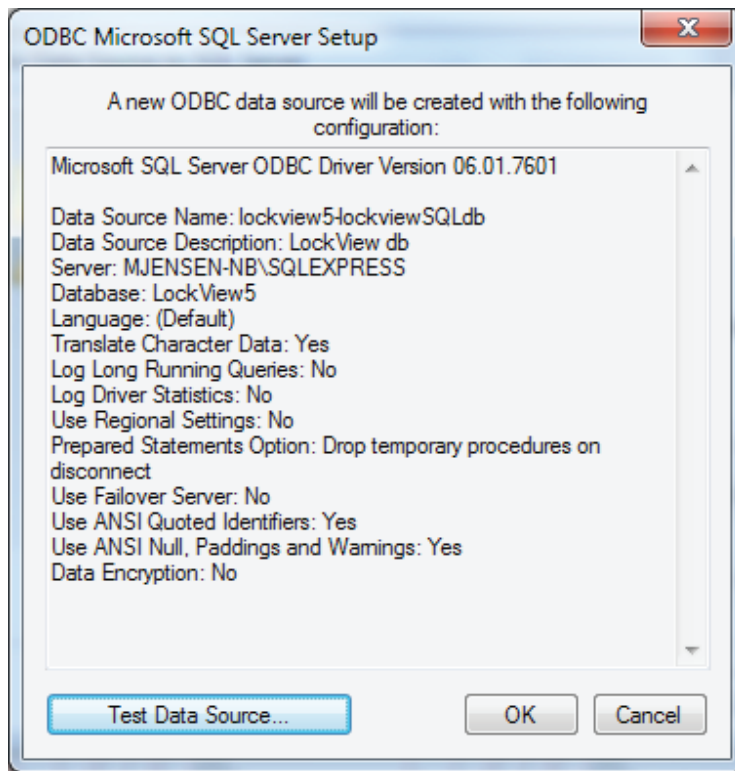 ODBC Microsoft SQL Server Setup
A new ODBC data source will be created with the following
configuration:
Microsoft SQL Server ODBC Driver Version 06.01.7601
Data Source Name: lockview5-lockviewSQLdb
Data Source Description: LockView db
Server: MJENSEN-NB\SQLEXPRESS
Database: LockView5
Language: (Default)
Translate Character Data: Yes
Log Long Running Queries: No
Log Driver Statistics: No
Use Regional Settings: No
Prepared Statements Option: Drop temporary procedures on
disconnect
Use Failover Server: No
Use ANSI Quoted Identifiers: Yes
Use ANSI Null, Paddings and Warnings: Yes
Data Encryption: No
Test Data Source...
OK
Cancel